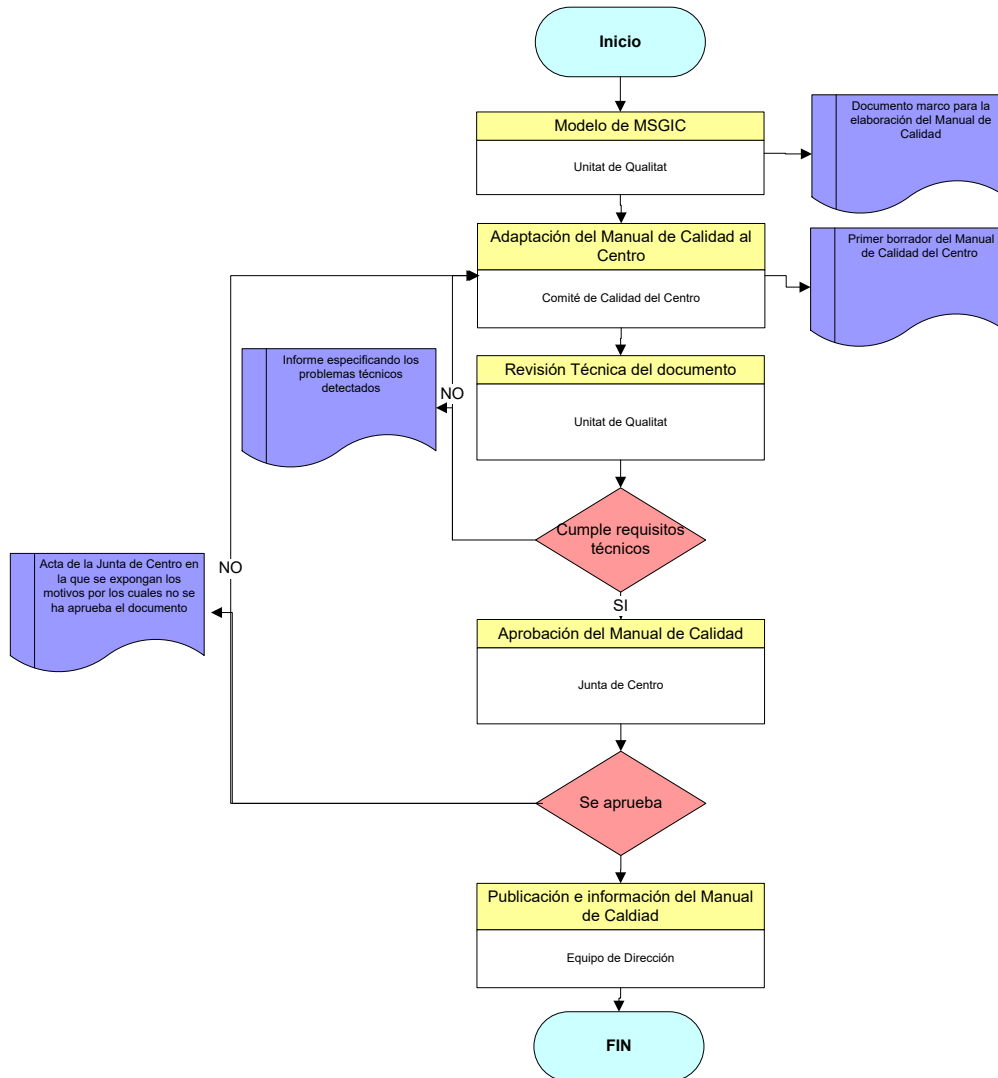 Inicio
Modelo de MSGIC
Unitat de Qualitat
Documento marco para la
elaboración del Manual de
Calidad
Adaptación del Manual de Calidad al
Centro
Comité de Calidad del Centro
Primer borrador del Manual
de Calidad del Centro
Revisión Técnica del documento
Unitat de Qualitat
Informe especificando los
problemas técnicos
detectados
NO
Cumple requisitos
técnicos
SI
NO
Acta de la Junta de Centro en
la que se expongan los
motivos por los cuales no se
ha aprueba el documento
Aprobación del Manual de Calidad
Junta de Centro
Se aprueba
Publicación e información del Manual
de Caldiad
Equipo de Dirección
FIN